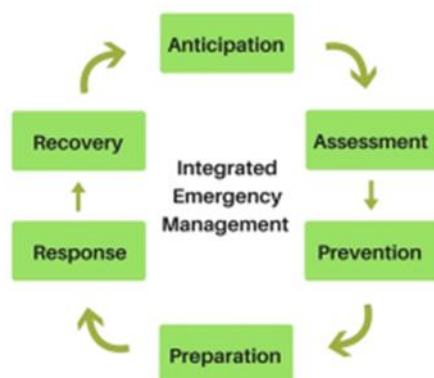 Anticipation
Assessment
Prevention
Preparation
Response
Recovery
Integrated
Emergency
Management